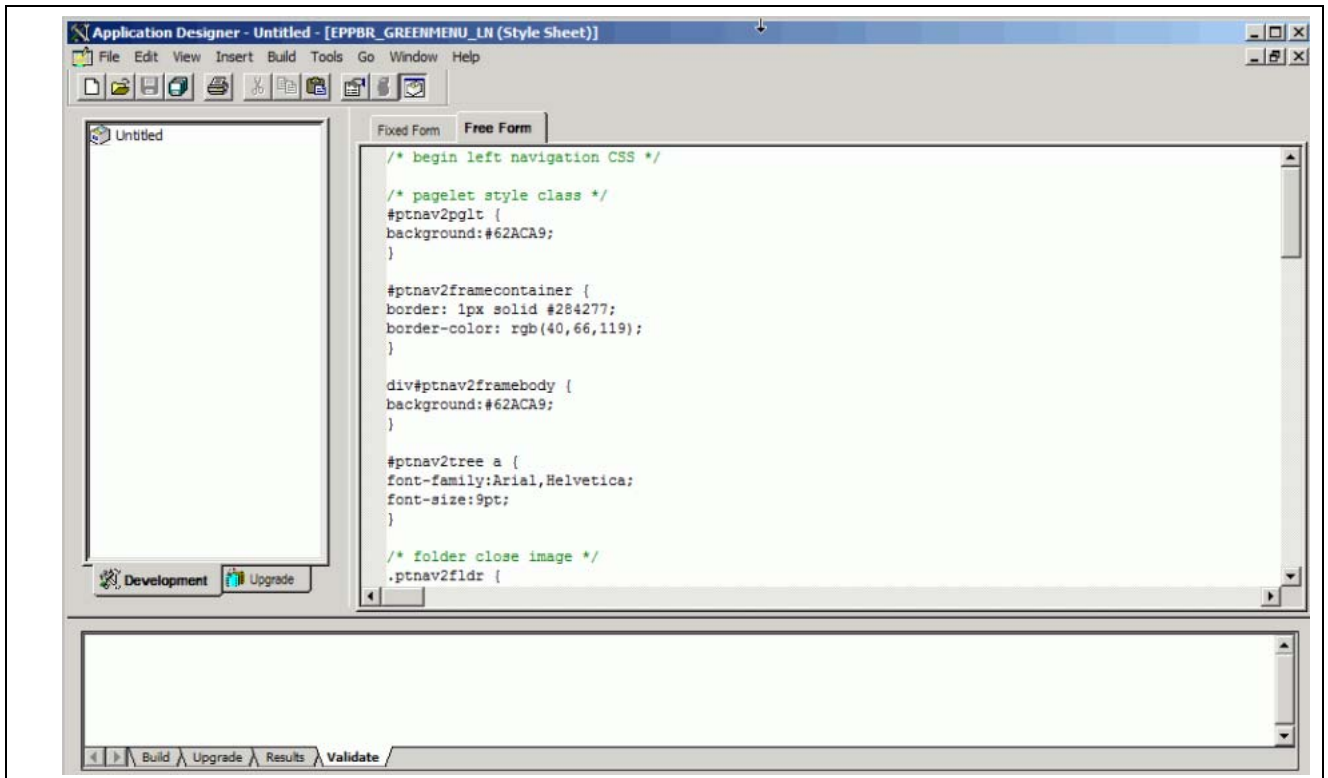 Application Designer - Untitled - [EPPBR_GREENMENU_LN (Style Sheet)]
File Edit View Insert Build Tools Go Window Help
Untitled
Fixed Form Free Form
/* begin left navigation CSS */
/* pagelet style class */
#ptnav2pglt {
background:#62ACA9;
}
#ptnav2framecontainer {
border: 1px solid #284277;
border-color: rgb(40,66,119);
}
div#ptnav2framebody {
background:#62ACA9;
}
#ptnav2tree a {
font-family:Arial,Helvetica;
font-size:9pt;
}
/* folder close image */
.ptnav2fldr {
Development Upgrade
Build Upgrade Results Validate